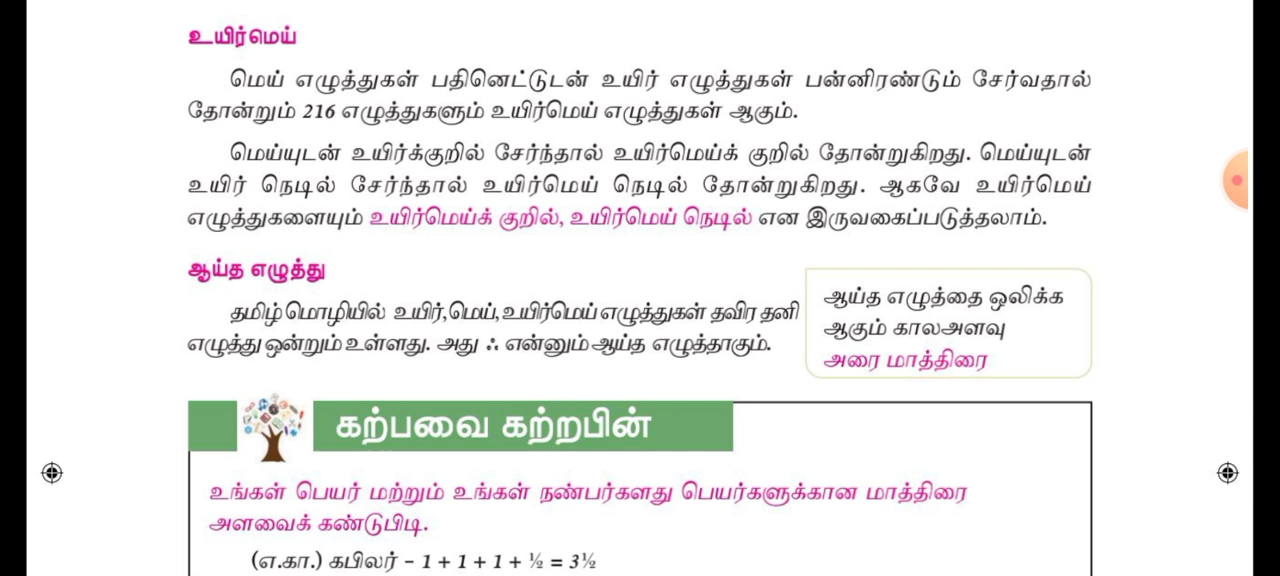 உயிர்மெய்
மெய் எழுத்துகள் பதினெட்டுடன் உயிர் எழுத்துகள் பன்னிரண்டும் சேர்வதால்
தோன்றும் 216 எழுத்துகளும் உயிர்மெய் எழுத்துகள் ஆகும்.
மெய்யுடன் உயிர்க்குறில் சேர்ந்தால் உயிர்மெய்க் குறில் தோன்றுகிறது. மெய்யுடன்
உயிர் நெடில் சேர்ந்தால் உயிர்மெய் நெடில் தோன்றுகிறது. ஆகவே உயிர்மெய்
எழுத்துகளையும் உயிர்மெய்க் குறில், உயிர்மெய் நெடில் என இருவகைப்படுத்தலாம்.
ஆய்த எழுத்து
தமிழ் மொழியில் உயிர்,மெய்,உயிர்மெய் எழுத்துகள் தவிர தனி
எழுத்து ஒன்றும் உள்ளது. அது ஃ என்னும் ஆய்த எழுத்தாகும்.
ஆய்த எழுத்தை ஒலிக்க
ஆகும் காலஅளவு
அரை மாத்திரை
கற்பவை கற்றபின்
உங்கள் பெயர் மற்றும் உங்கள் நண்பர்களது பெயர்களுக்கான மாத்திரை
அளவைக் கண்டுபிடி.
(எ.கா.) கபிலர் - 1 + 1 + 1 + ½ = 3½